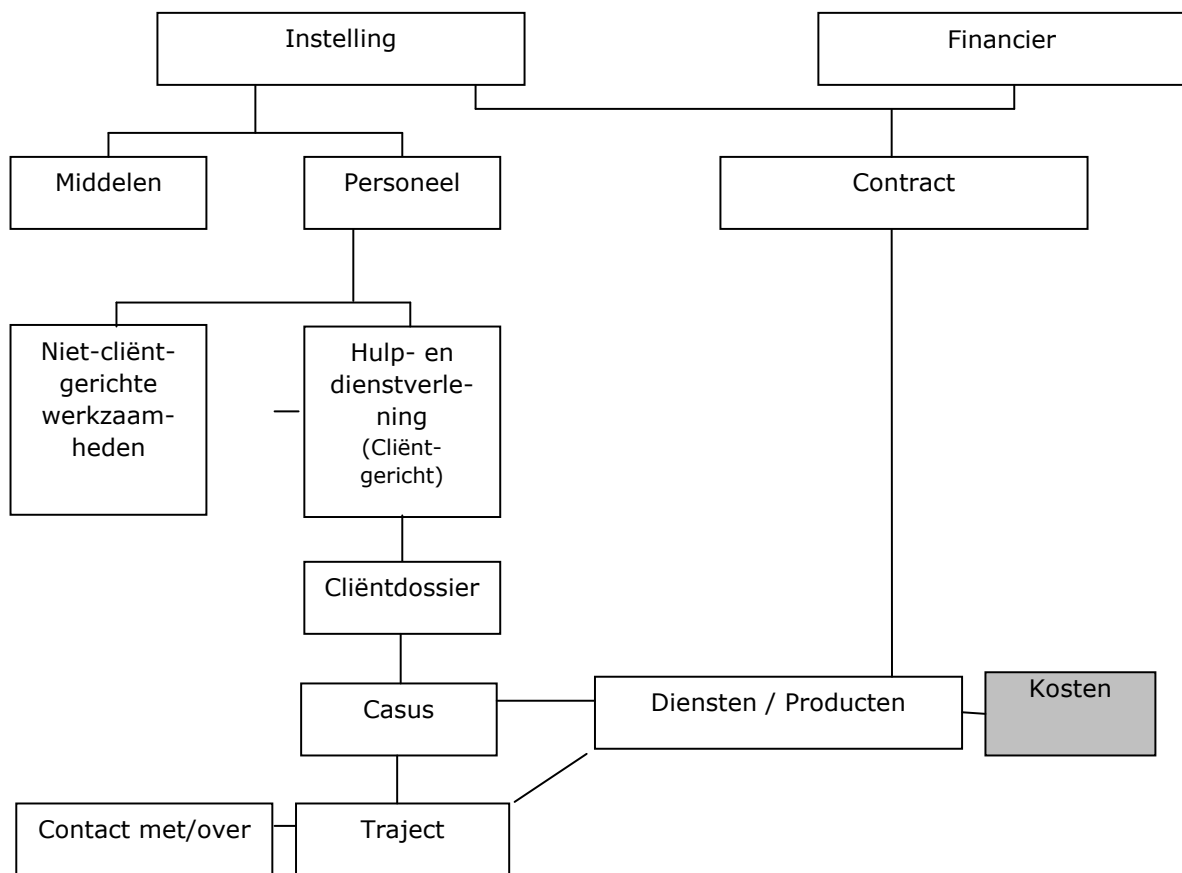 Instelling
Financier
Middelen
Personeel
Contract
Niet-cliënt-
gerichte
werkzaam-
heden
Hulp- en
dienstverle-
ning
(Cliënt-
gericht)
Cliëntdossier
Casus
Diensten / Producten
Kosten
Contact met/over
Traject